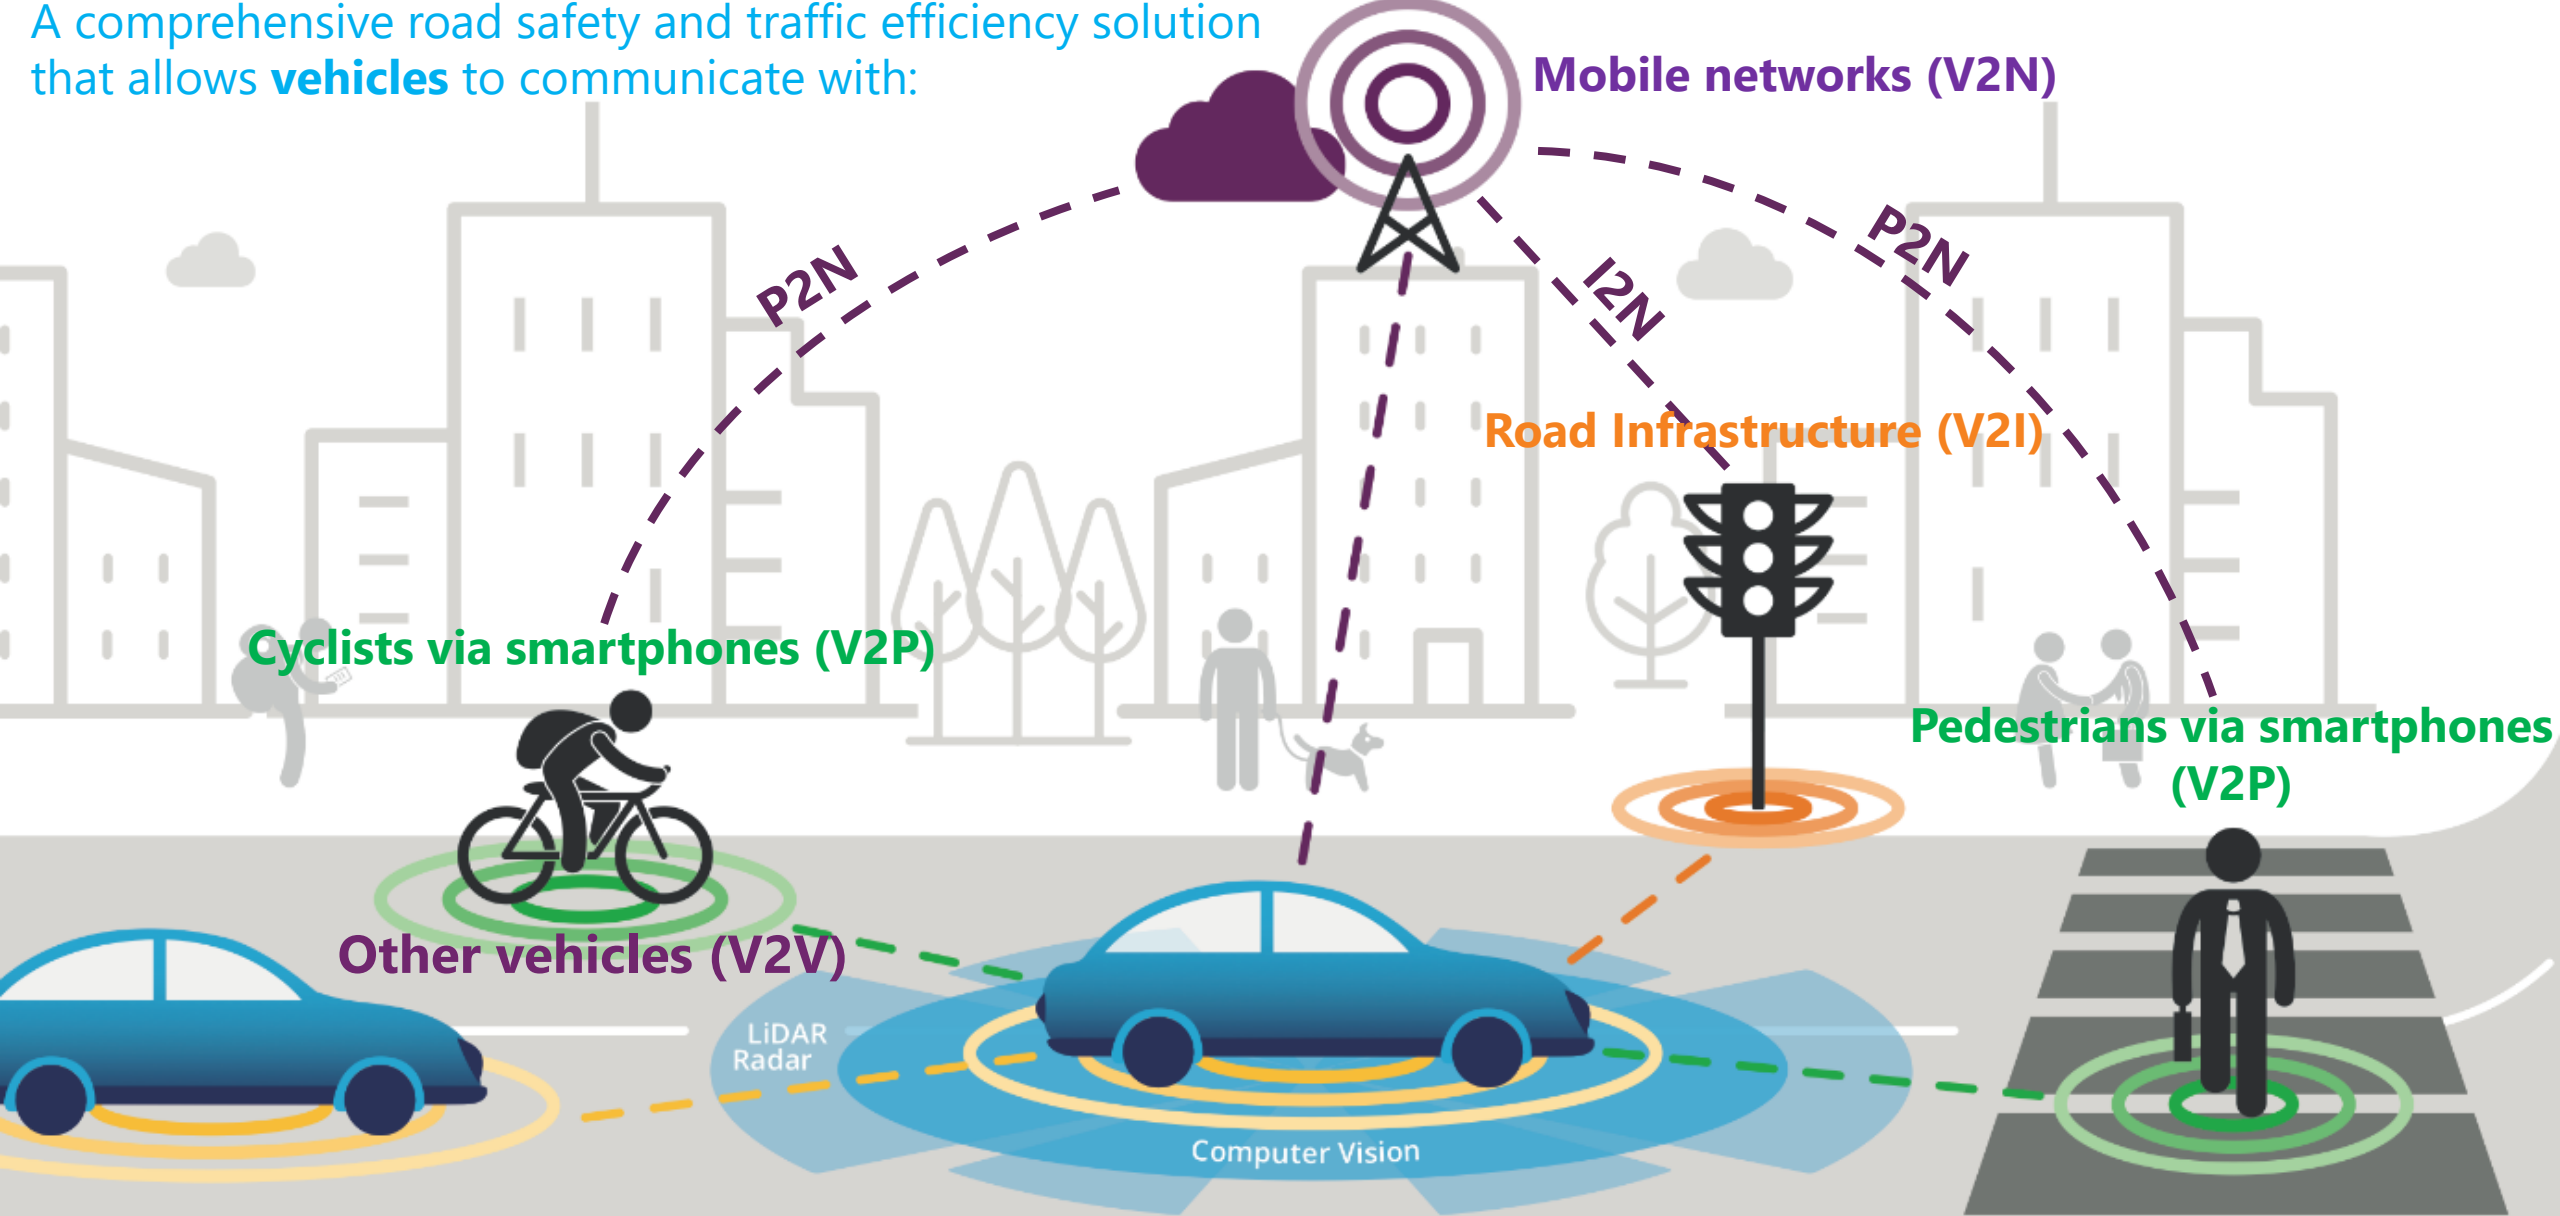 A comprehensive road safety and traffic efficiency solution
that allows vehicles to communicate with:
Mobile networks (V2N)
P2N
I2N
P2N
Road Infrastructure (V2I)
Cyclists via smartphones (V2P)
Pedestrians via smartphones
(V2P)
Other vehicles (V2V)
LiDAR
Radar
Computer Vision